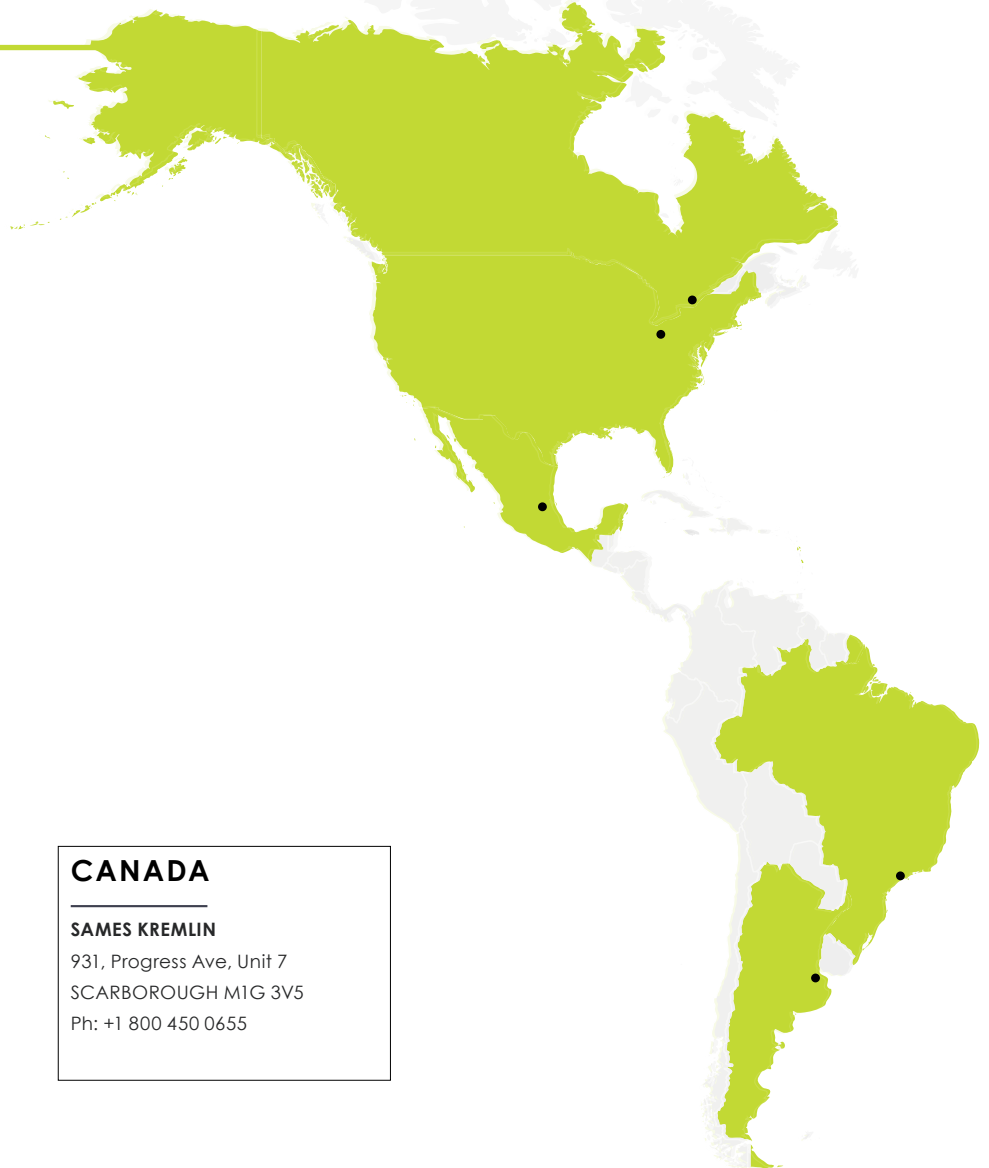 CANADA
SAMES KREMLIN
931, Progress Ave, Unit 7
SCARBOROUGH M1G 3V5
Ph: +1 800 450 0655